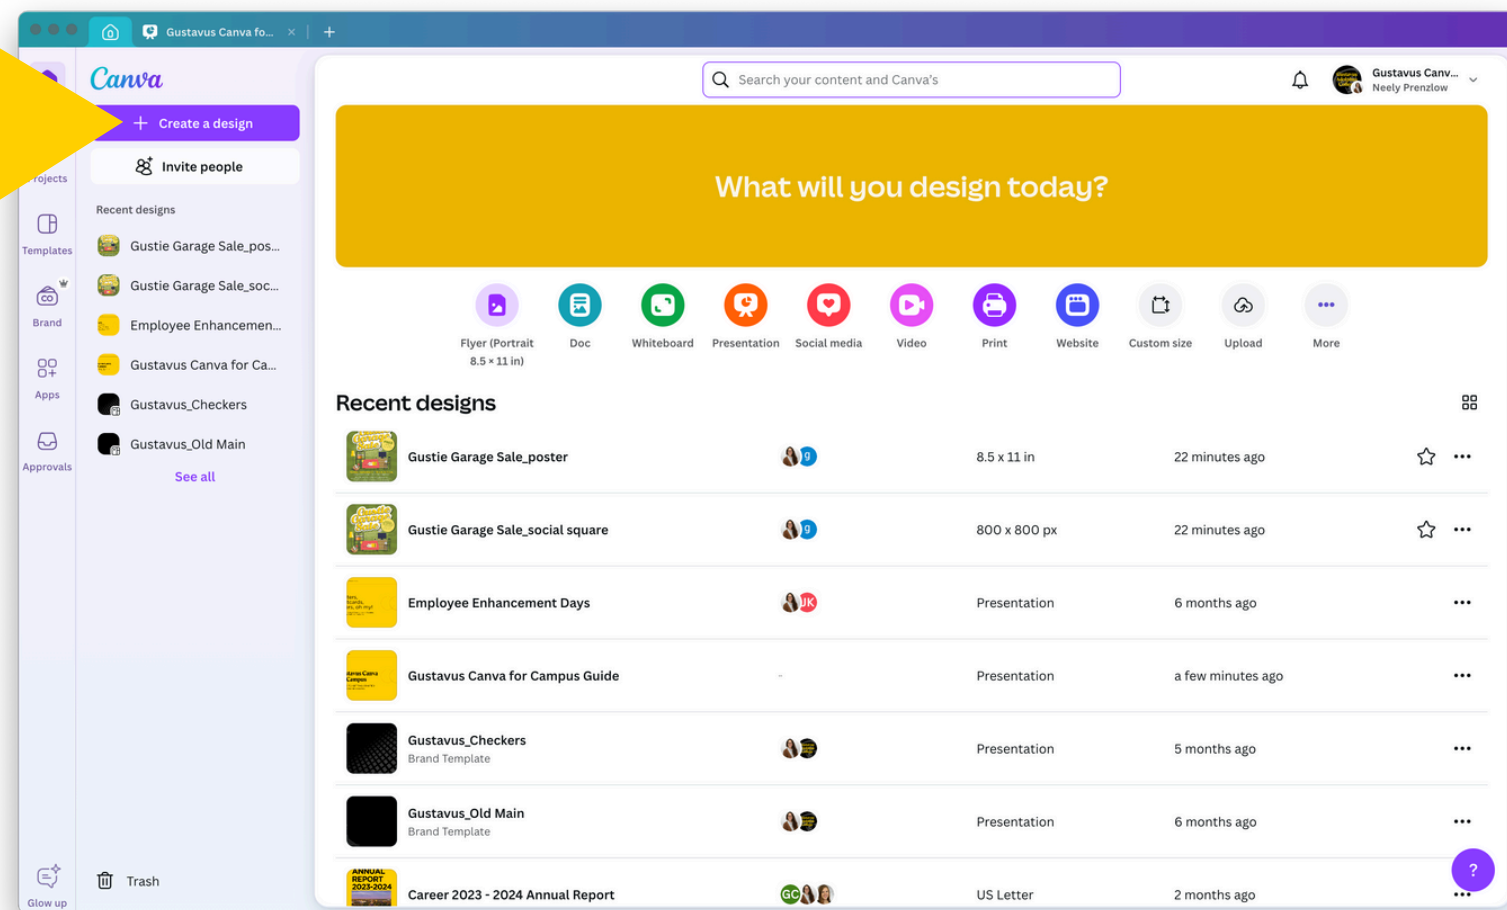 Gustavus Canva fo...
Canva
Search your content and Canva's
Gustavus Canv...
Neely Prenzlow
Create a design
Invite people
Templates
Brand
Apps
Approvals
Recent designs
Gustie Garage Sale_pos...
Gustie Garage Sale_soc...
Employee Enhancemen...
Gustavus Canva for Ca...
Gustavus_Checkers
Gustavus_Old Main
See all
Trash
Glow up
What will you design today?
Flyer (Portrait
8.5 × 11 in)
Doc
Whiteboard
Presentation
Social media
Video
Print
Website
Custom size
Upload
More
Recent designs
Gustie Garage Sale_poster g 8.5 x 11 in 22 minutes ago
Gustie Garage Sale_social square g 800 x 800 px 22 minutes ago
Employee Enhancement Days Presentation 6 months ago
Gustavus Canva for Campus Guide - Presentation a few minutes ago
Gustavus_Checkers Presentation 5 months ago
Brand Template
Gustavus_Old Main Presentation 6 months ago
Brand Template
ANNUAL
REPORT
2023-2024
Career 2023 - 2024 Annual Report GC US Letter 2 months ago
?